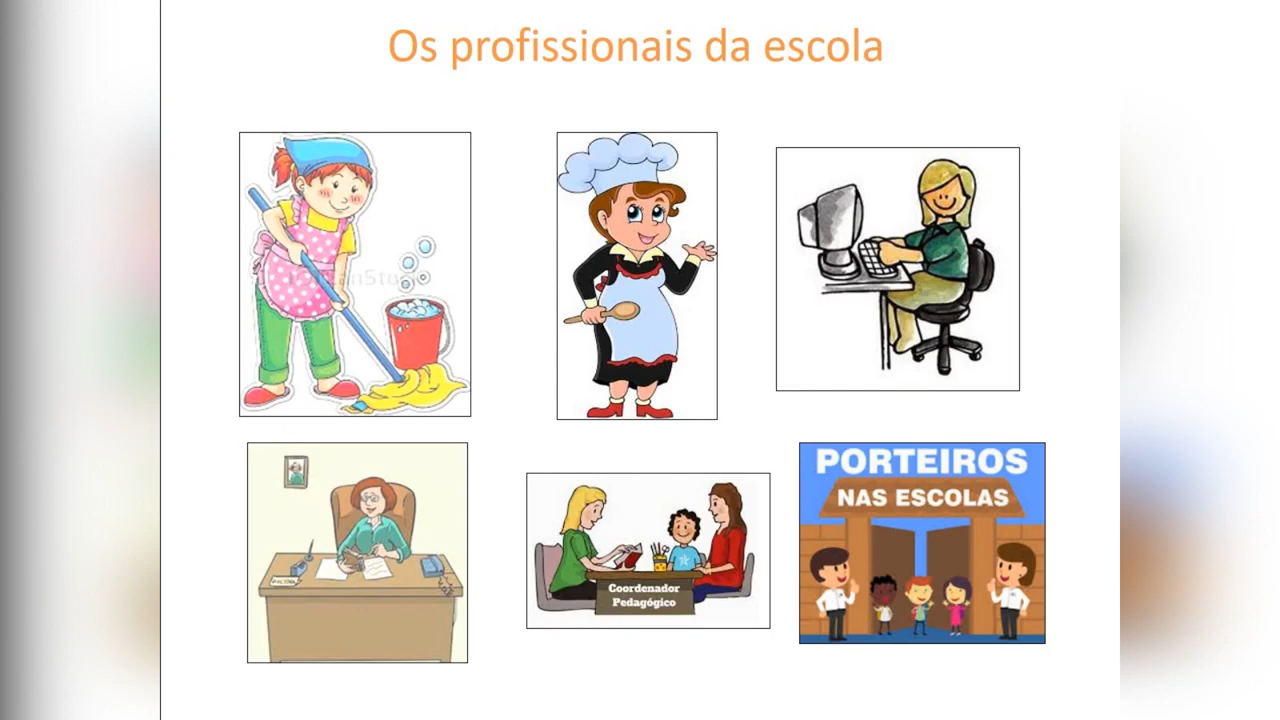 Os profissionais da escola
Coordenador
Pedagógico
PORTEIROS
NAS ESCOLAS